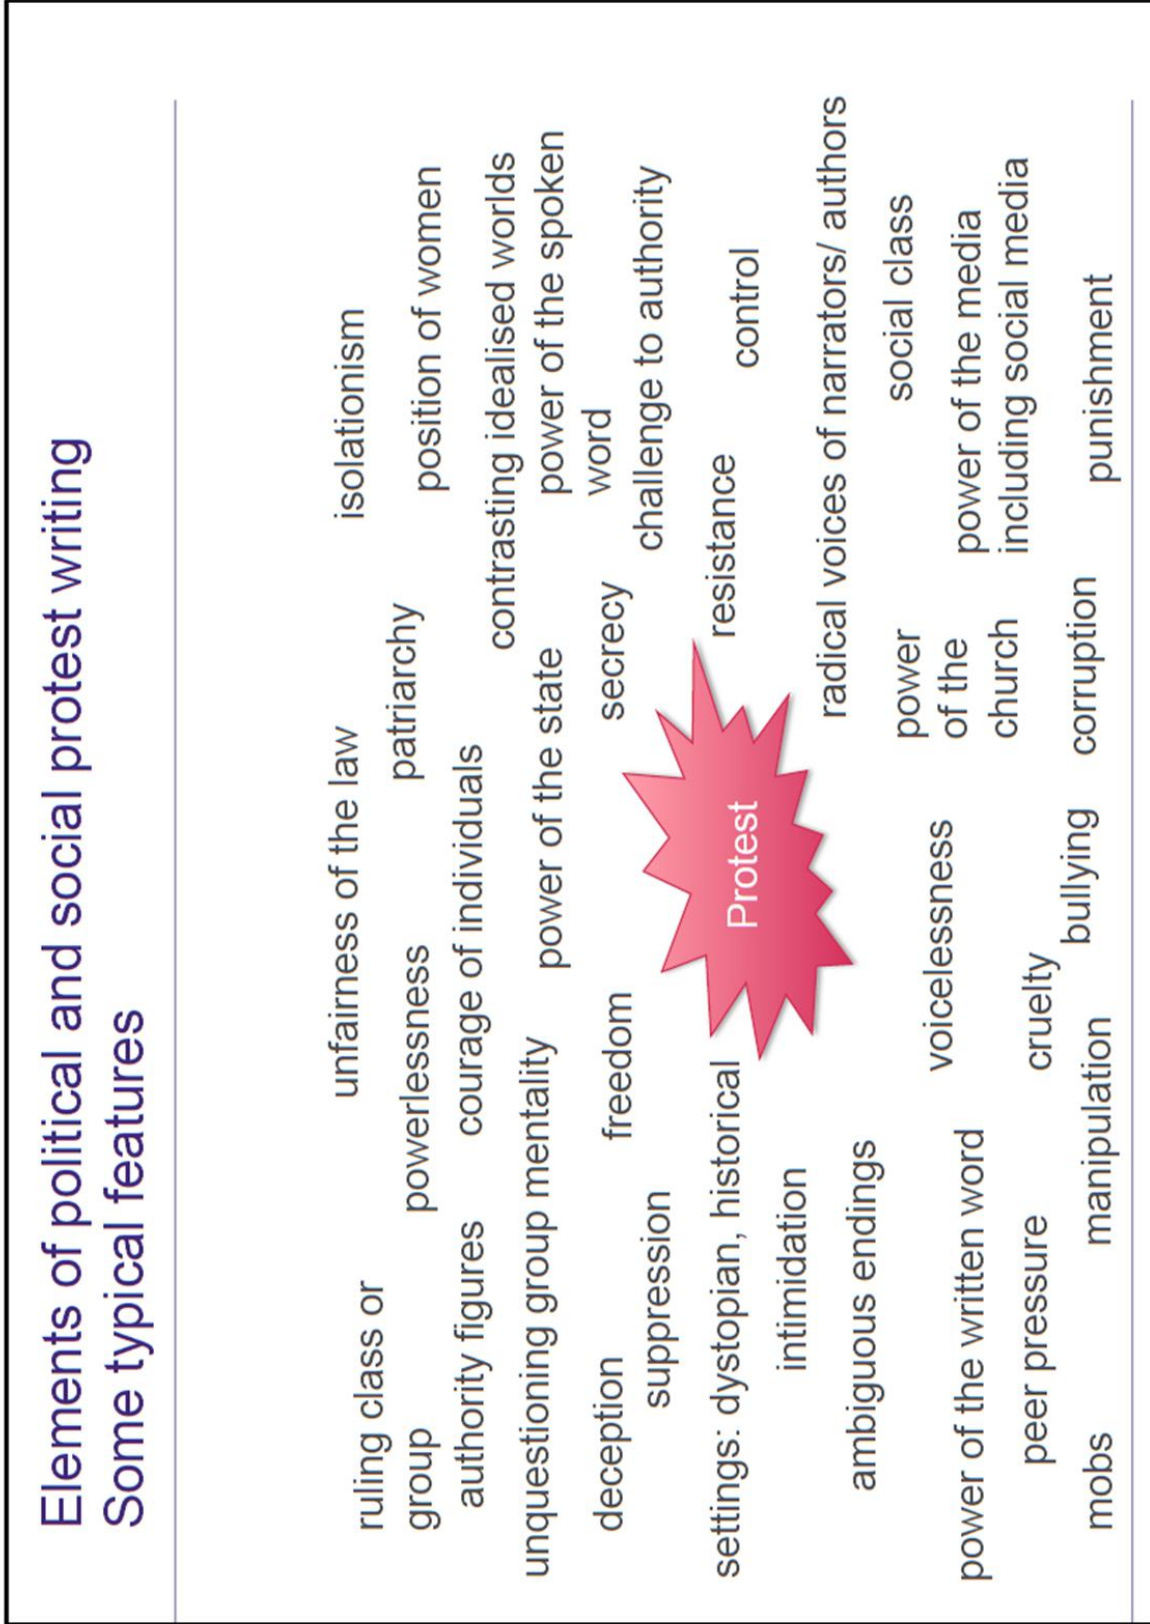 Elements of political and social protest writing
Some typical features
unfairness of the law
isolationism
ruling class or
group
powerlessness
patriarchy
position of women
authority figures
courage of individuals
contrasting idealised worlds
unquestioning group mentality
power of the state
power of the spoken
word
deception
freedom
secrecy
challenge to authority
suppression
settings: dystopian, historical
Protest
resistance
control
intimidation
radical voices of narrators/ authors
ambiguous endings
power
of the
church
social class
voicelessness
power of the written word
power of the media
including social media
peer pressure
cruelty
bullying
corruption
punishment
mobs
manipulation